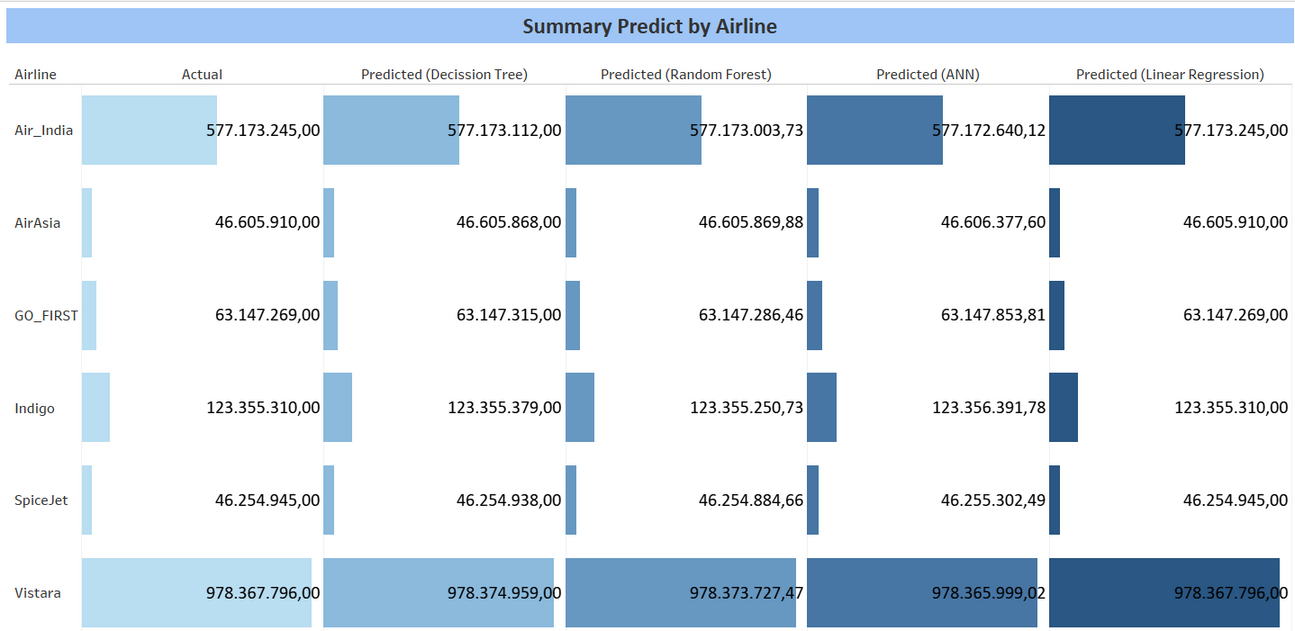 Summary Predict by Airline
Airline Actual Predicted (Decission Tree) Predicted (Random Forest) Predicted (ANN) Predicted (Linear Regression)
Air_India 577.173.245,00 577.173.112,00 577.173.003,73 577.172.640,12 577.173.245,00
AirAsia 46.605.910,00 46.605.868,00 46.605.869,88 46.606.377,60 46.605.910,00
GO_FIRST 63.147.269,00 63.147.315,00 63.147.286,46 63.147.853,81 63.147.269,00
Indigo 123.355.310,00 123.355.379,00 123.355.250,73 123.356.391,78 123.355.310,00
SpiceJet 46.254.945,00 46.254.938,00 46.254.884,66 46.255.302,49 46.254.945,00
Vistara 978.367.796,00 978.374.959,00 978.373.727,47 978.365.999,02 978.367.796,00